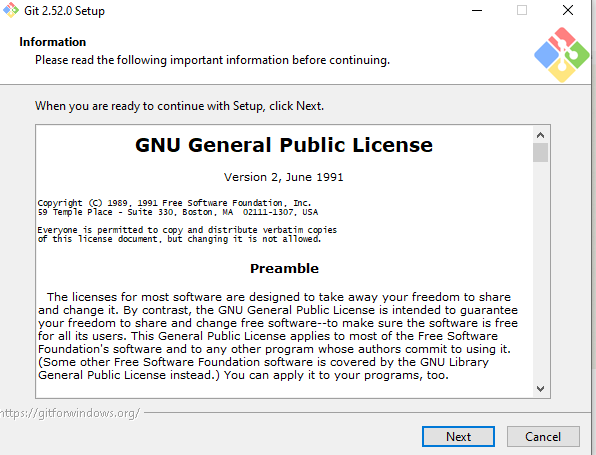 Git 2.52.0 Setup
Information
Please read the following important information before continuing.
When you are ready to continue with Setup, click Next.
GNU General Public License
Version 2, June 1991
Copyright (C) 1989, 1991 Free Software Foundation, Inc.
59 Temple Place - Suite 330, Boston, MA  02111-1307, USA
Everyone is permitted to copy and distribute verbatim copies
of this license document, but changing it is not allowed.
Preamble
The licenses for most software are designed to take away your freedom to share
and change it. By contrast, the GNU General Public License is intended to guarantee
your freedom to share and change free software--to make sure the software is free
for all its users. This General Public License applies to most of the Free Software
Foundation's software and to any other program whose authors commit to using it.
(Some other Free Software Foundation software is covered by the GNU Library
General Public License instead.) You can apply it to your programs, too.
https://gitforwindows.org/
Next
Cancel